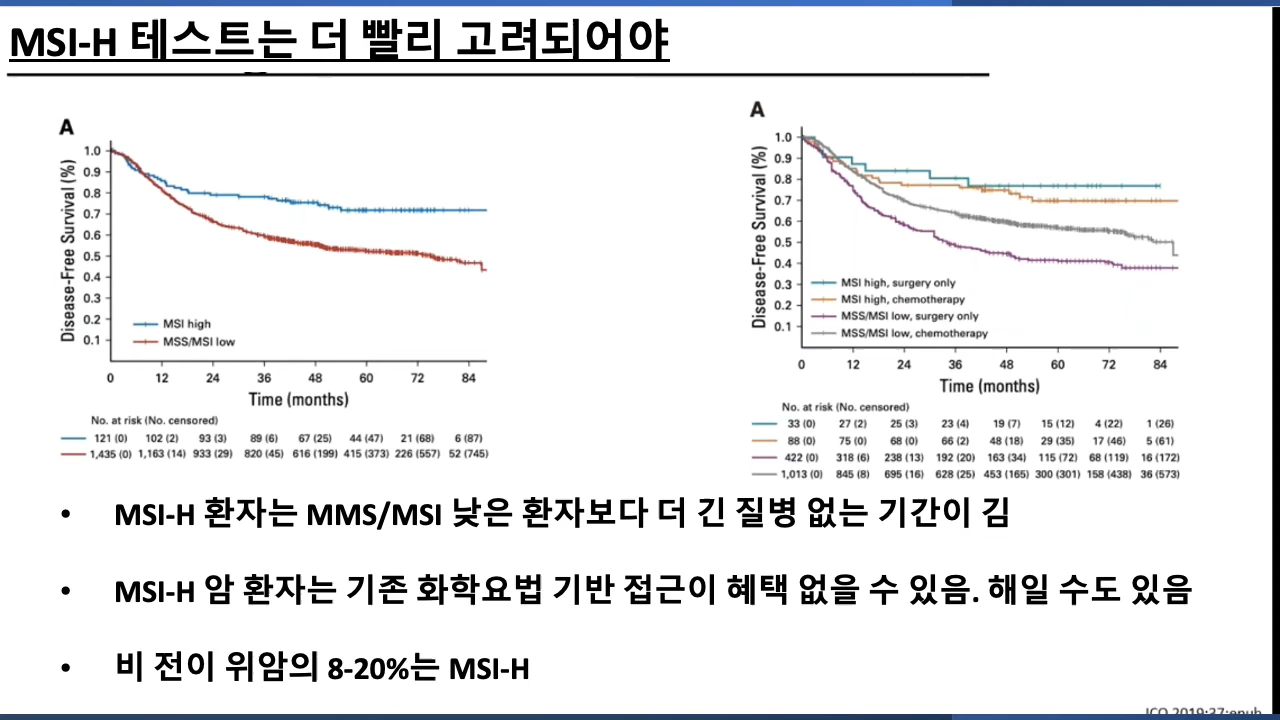 MSI-H 테스트는 더 빨리 고려되어야
A
1.0
0.9
0.8
0.7
0.6
0.5
0.4
0.3
0.2
0.1
Disease-Free Survival (%)
MSI high
MSS/MSI low
0 12 24 36 48 60 72 84
Time (months)
No. at risk (No. censored)
121 (0) 102 (2) 93 (3) 89 (6) 67 (25) 44 (47) 21 (68) 6 (87)
1,435 (0) 1,163 (14) 933 (29) 820 (45) 616 (199) 415 (373) 226 (557) 52 (745)
A
1.0
0.9
0.8
0.7
0.6
0.5
0.4
0.3
0.2
0.1
Disease-Free Survival (%)
MSI high, surgery only
MSI high, chemotherapy
MSS/MSI low, surgery only
MSS/MSI low, chemotherapy
0 12 24 36 48 60 72 84
Time (months)
No. at risk (No. censored)
33 (0) 27 (2) 25 (3) 23 (4) 19 (7) 15 (12) 4 (22) 1 (26)
88 (0) 75 (0) 68 (0) 66 (2) 48 (18) 29 (35) 17 (46) 5 (61)
422 (0) 318 (6) 238 (13) 192 (20) 163 (34) 115 (72) 68 (119) 16 (172)
1,013 (0) 845 (8) 695 (16) 628 (25) 453 (165) 300 (301) 158 (438) 36 (573)
• MSI-H 환자는 MMS/MSI 낮은 환자보다 더 긴 질병 없는 기간이 김
• MSI-H 암 환자는 기존 화학요법 기반 접근이 혜택 없을 수 있음. 해일 수도 있음
• 비 전이 위암의 8-20%는 MSI-H
JCO 2019;37:epub